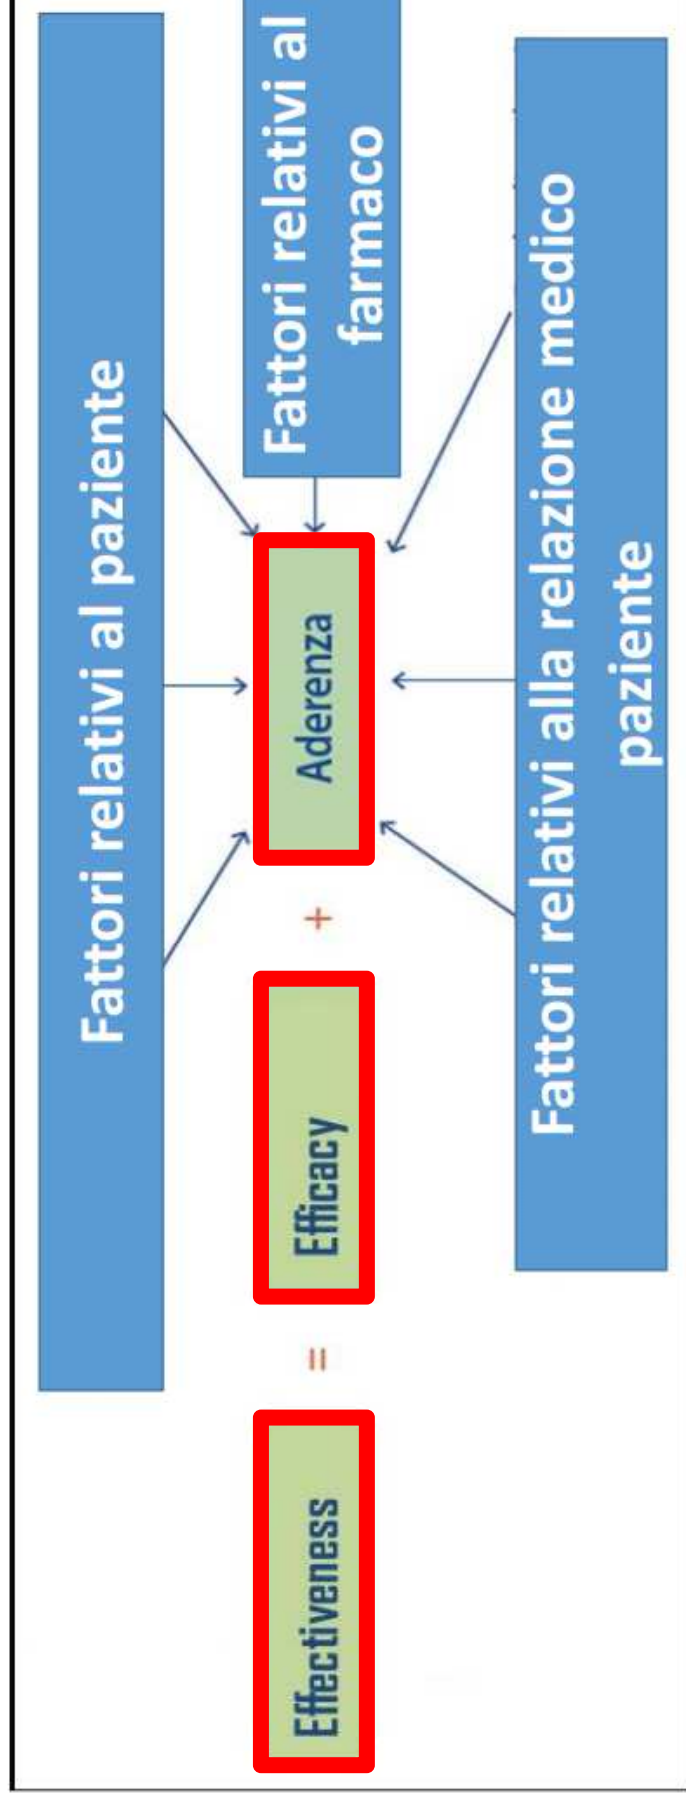 Fattori relativi al paziente
Effectiveness
=
Efficacy
+
Aderenza
Fattori relativi al
farmaco
Fattori relativi alla relazione medico
paziente